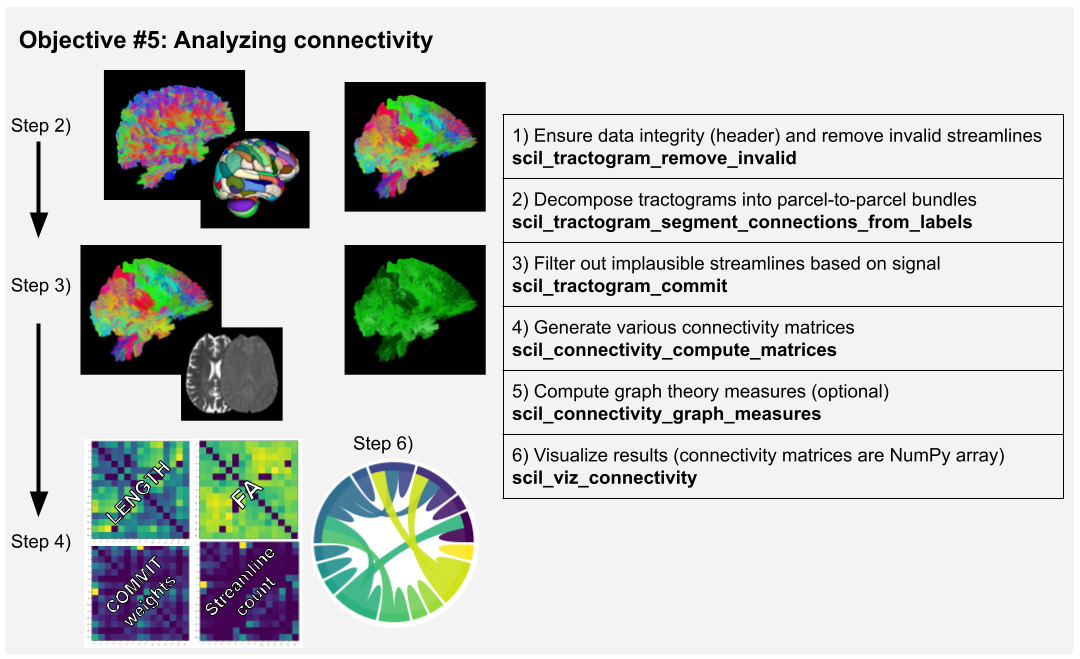 Objective #5: Analyzing connectivity
Step 2)
Step 3)
Step 4)
LENGTH
FA
COMMIT
weights
Streamline
count
Step 6)
1) Ensure data integrity (header) and remove invalid streamlines
scil_tractogram_remove_invalid
2) Decompose tractograms into parcel-to-parcel bundles
scil_tractogram_segment_connections_from_labels
3) Filter out implausible streamlines based on signal
scil_tractogram_commit
4) Generate various connectivity matrices
scil_connectivity_compute_matrices
5) Compute graph theory measures (optional)
scil_connectivity_graph_measures
6) Visualize results (connectivity matrices are NumPy array)
scil_viz_connectivity